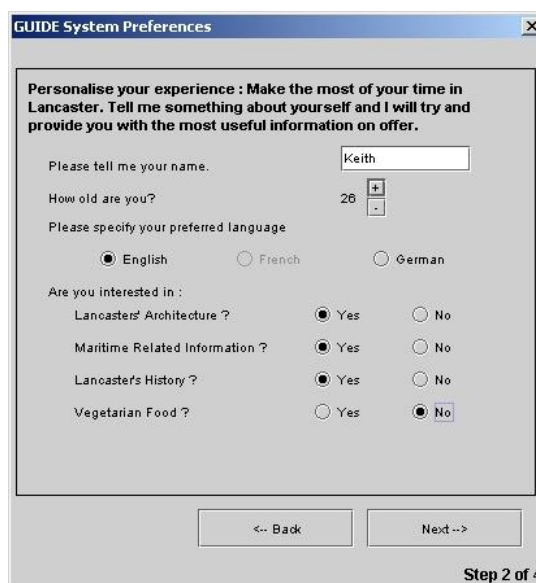 GUIDE System Preferences
Personalise your experience : Make the most of your time in
Lancaster. Tell me something about yourself and I will try and
provide you with the most useful information on offer.
Please tell me your name. Keith
How old are you? 26 + -
Please specify your preferred language
English French German
Are you interested in :
Lancasters' Architecture ? Yes No
Maritime Related Information ? Yes No
Lancaster's History ? Yes No
Vegetarian Food ? Yes No
<-- Back Next -->
Step 2 of 4